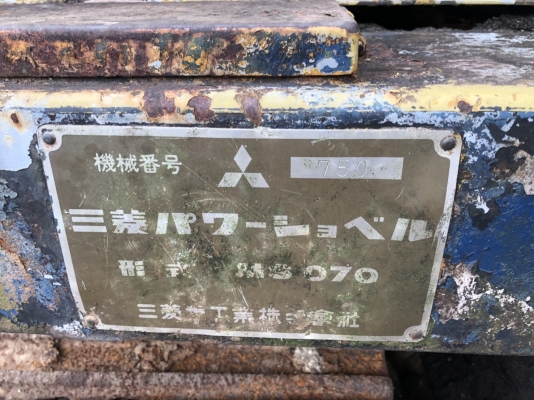 機械番号
三菱パワーショベル
形式 MS070
三菱重工業株式会社